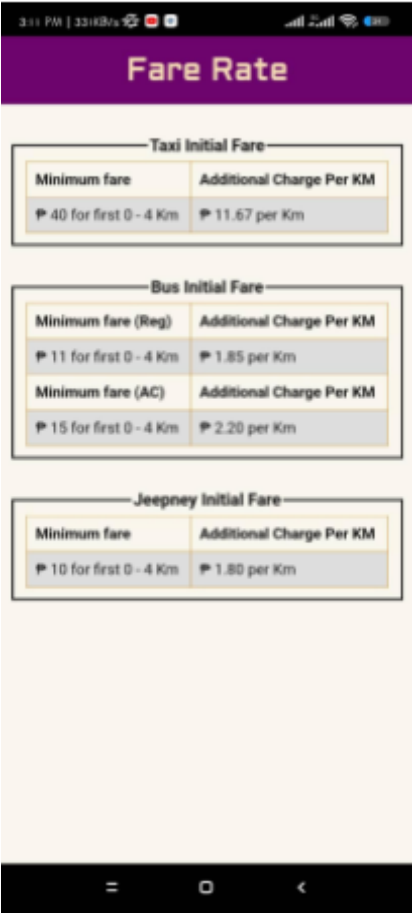 3:11 PM | 331KB/s
Fare Rate
Taxi Initial Fare
Minimum fare Additional Charge Per KM
₱ 40 for first 0 - 4 Km ₱ 11.67 per Km
Bus Initial Fare
Minimum fare (Reg) Additional Charge Per KM
₱ 11 for first 0 - 4 Km ₱ 1.85 per Km
Minimum fare (AC) Additional Charge Per KM
₱ 15 for first 0 - 4 Km ₱ 2.20 per Km
Jeepney Initial Fare
Minimum fare Additional Charge Per KM
₱ 10 for first 0 - 4 Km ₱ 1.80 per Km